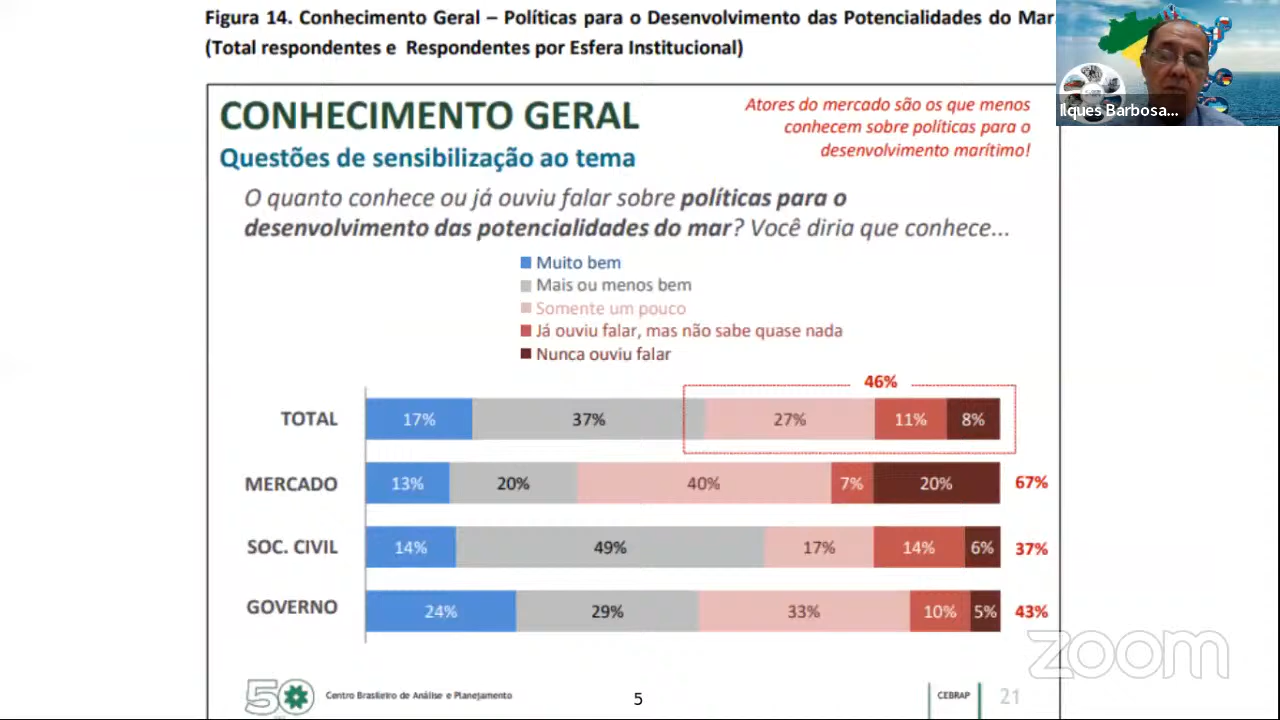 Figura 14. Conhecimento Geral – Políticas para o Desenvolvimento das Potencialidades do Mar.
(Total respondentes e Respondentes por Esfera Institucional)
Ilques Barbosa...
CONHECIMENTO GERAL
Questões de sensibilização ao tema
Atores do mercado são os que menos
conhecem sobre políticas para o
desenvolvimento marítimo!
O quanto conhece ou já ouviu falar sobre políticas para o
desenvolvimento das potencialidades do mar? Você diria que conhece...
Muito bem
Mais ou menos bem
Somente um pouco
Já ouviu falar, mas não sabe quase nada
Nunca ouviu falar
46%
TOTAL 17% 37% 27% 11% 8%
MERCADO 13% 20% 40% 7% 20% 67%
SOC. CIVIL 14% 49% 17% 14% 6% 37%
GOVERNO 24% 29% 33% 10% 5% 43%
zoom
50 Centro Brasileiro de Análise e Planejamento
5
CEBRAP 21